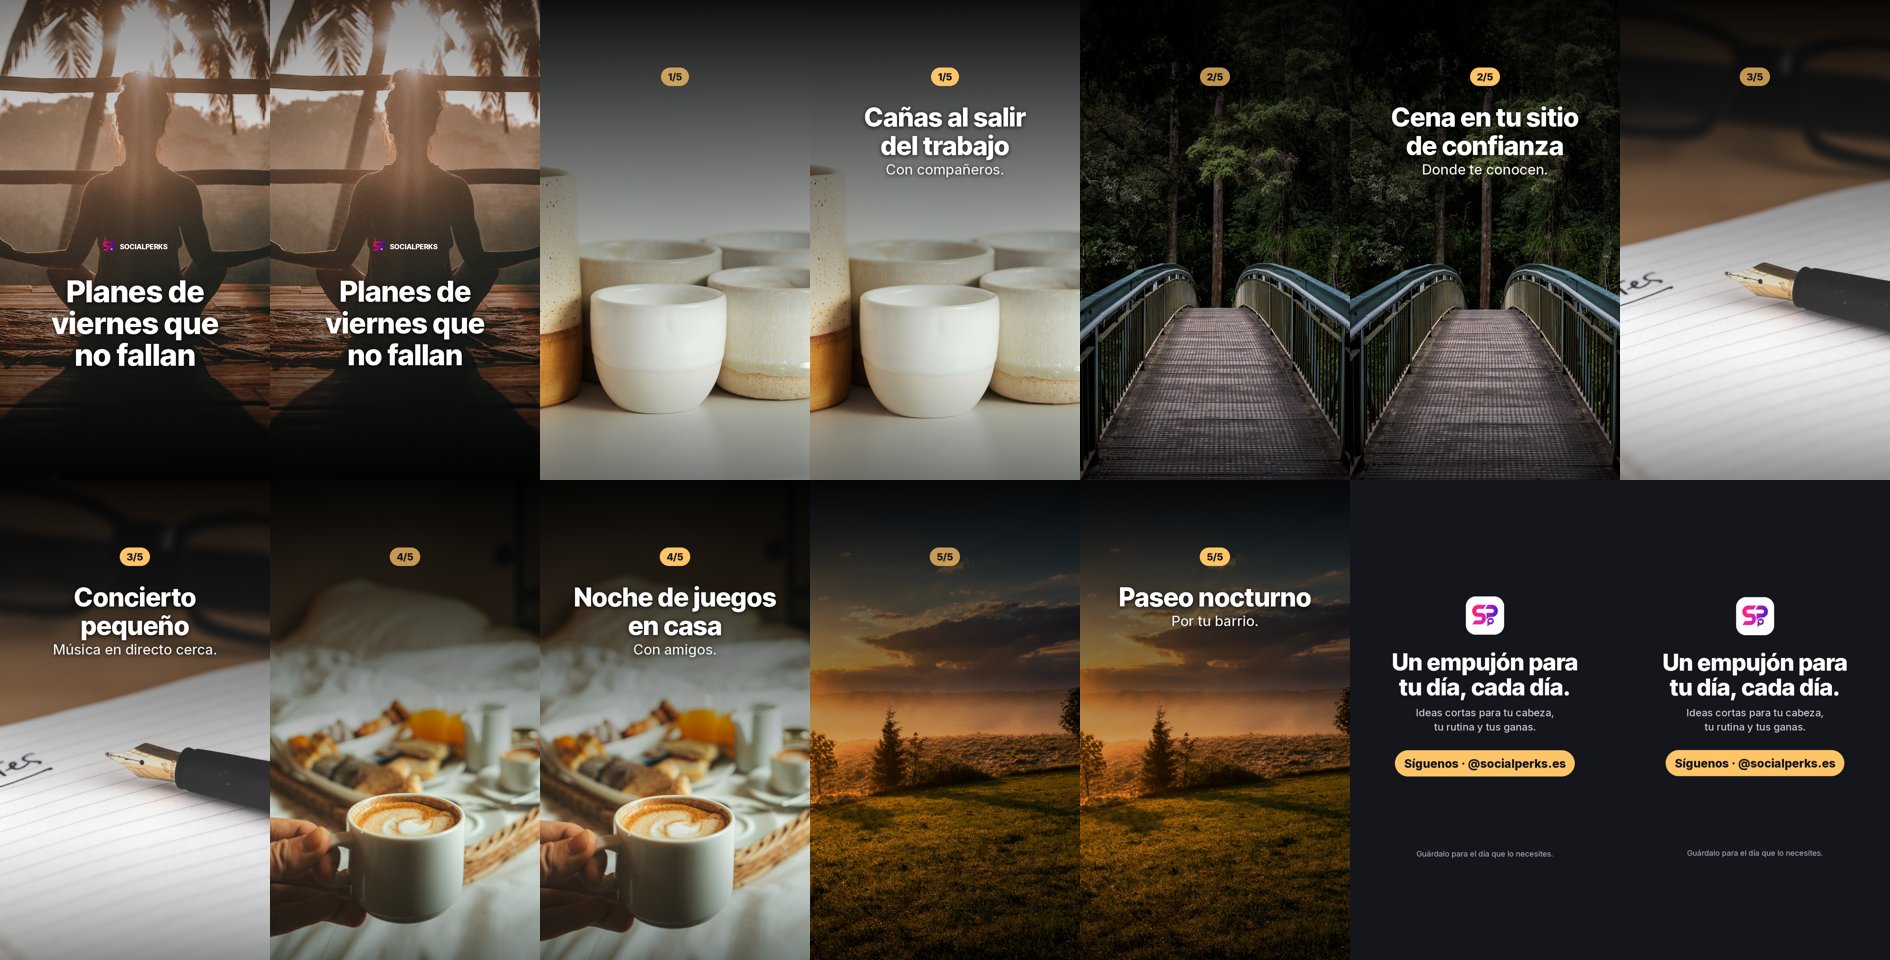 SP SOCIALPERKS
Planes de
viernes que
no fallan
SP SOCIALPERKS
Planes de
viernes que
no fallan
1/5
1/5
Cañas al salir
del trabajo
Con compañeros.
2/5
2/5
Cena en tu sitio
de confianza
Donde te conocen.
3/5
3/5
Concierto
pequeño
Música en directo cerca.
4/5
4/5
Noche de juegos
en casa
Con amigos.
5/5
5/5
Paseo nocturno
Por tu barrio.
SPp
Un empujón para
tu día, cada día.
Ideas cortas para tu cabeza,
tu rutina y tus ganas.
Síguenos · @socialperks.es
Guárdalo para el día que lo necesites.
SPp
Un empujón para
tu día, cada día.
Ideas cortas para tu cabeza,
tu rutina y tus ganas.
Síguenos · @socialperks.es
Guárdalo para el día que lo necesites.